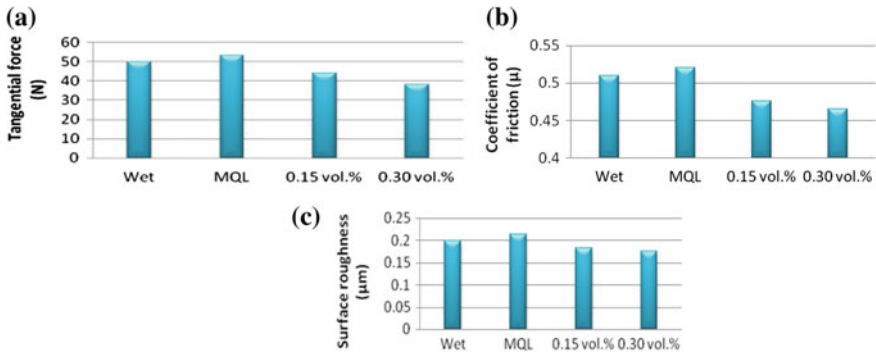 (a)
Tangential force
(N)
60
50
40
30
20
10
0
Wet
MQL
0.15 vol.%
0.30 vol.%
(b)
Coefficient of
friction (μ)
0.55
0.5
0.45
0.4
Wet
MQL
0.15 vol.%
0.30 vol.%
(c)
Surface roughness
(μm)
0.25
0.2
0.15
0.1
0.05
0
Wet
MQL
0.15 vol.%
0.30 vol.%